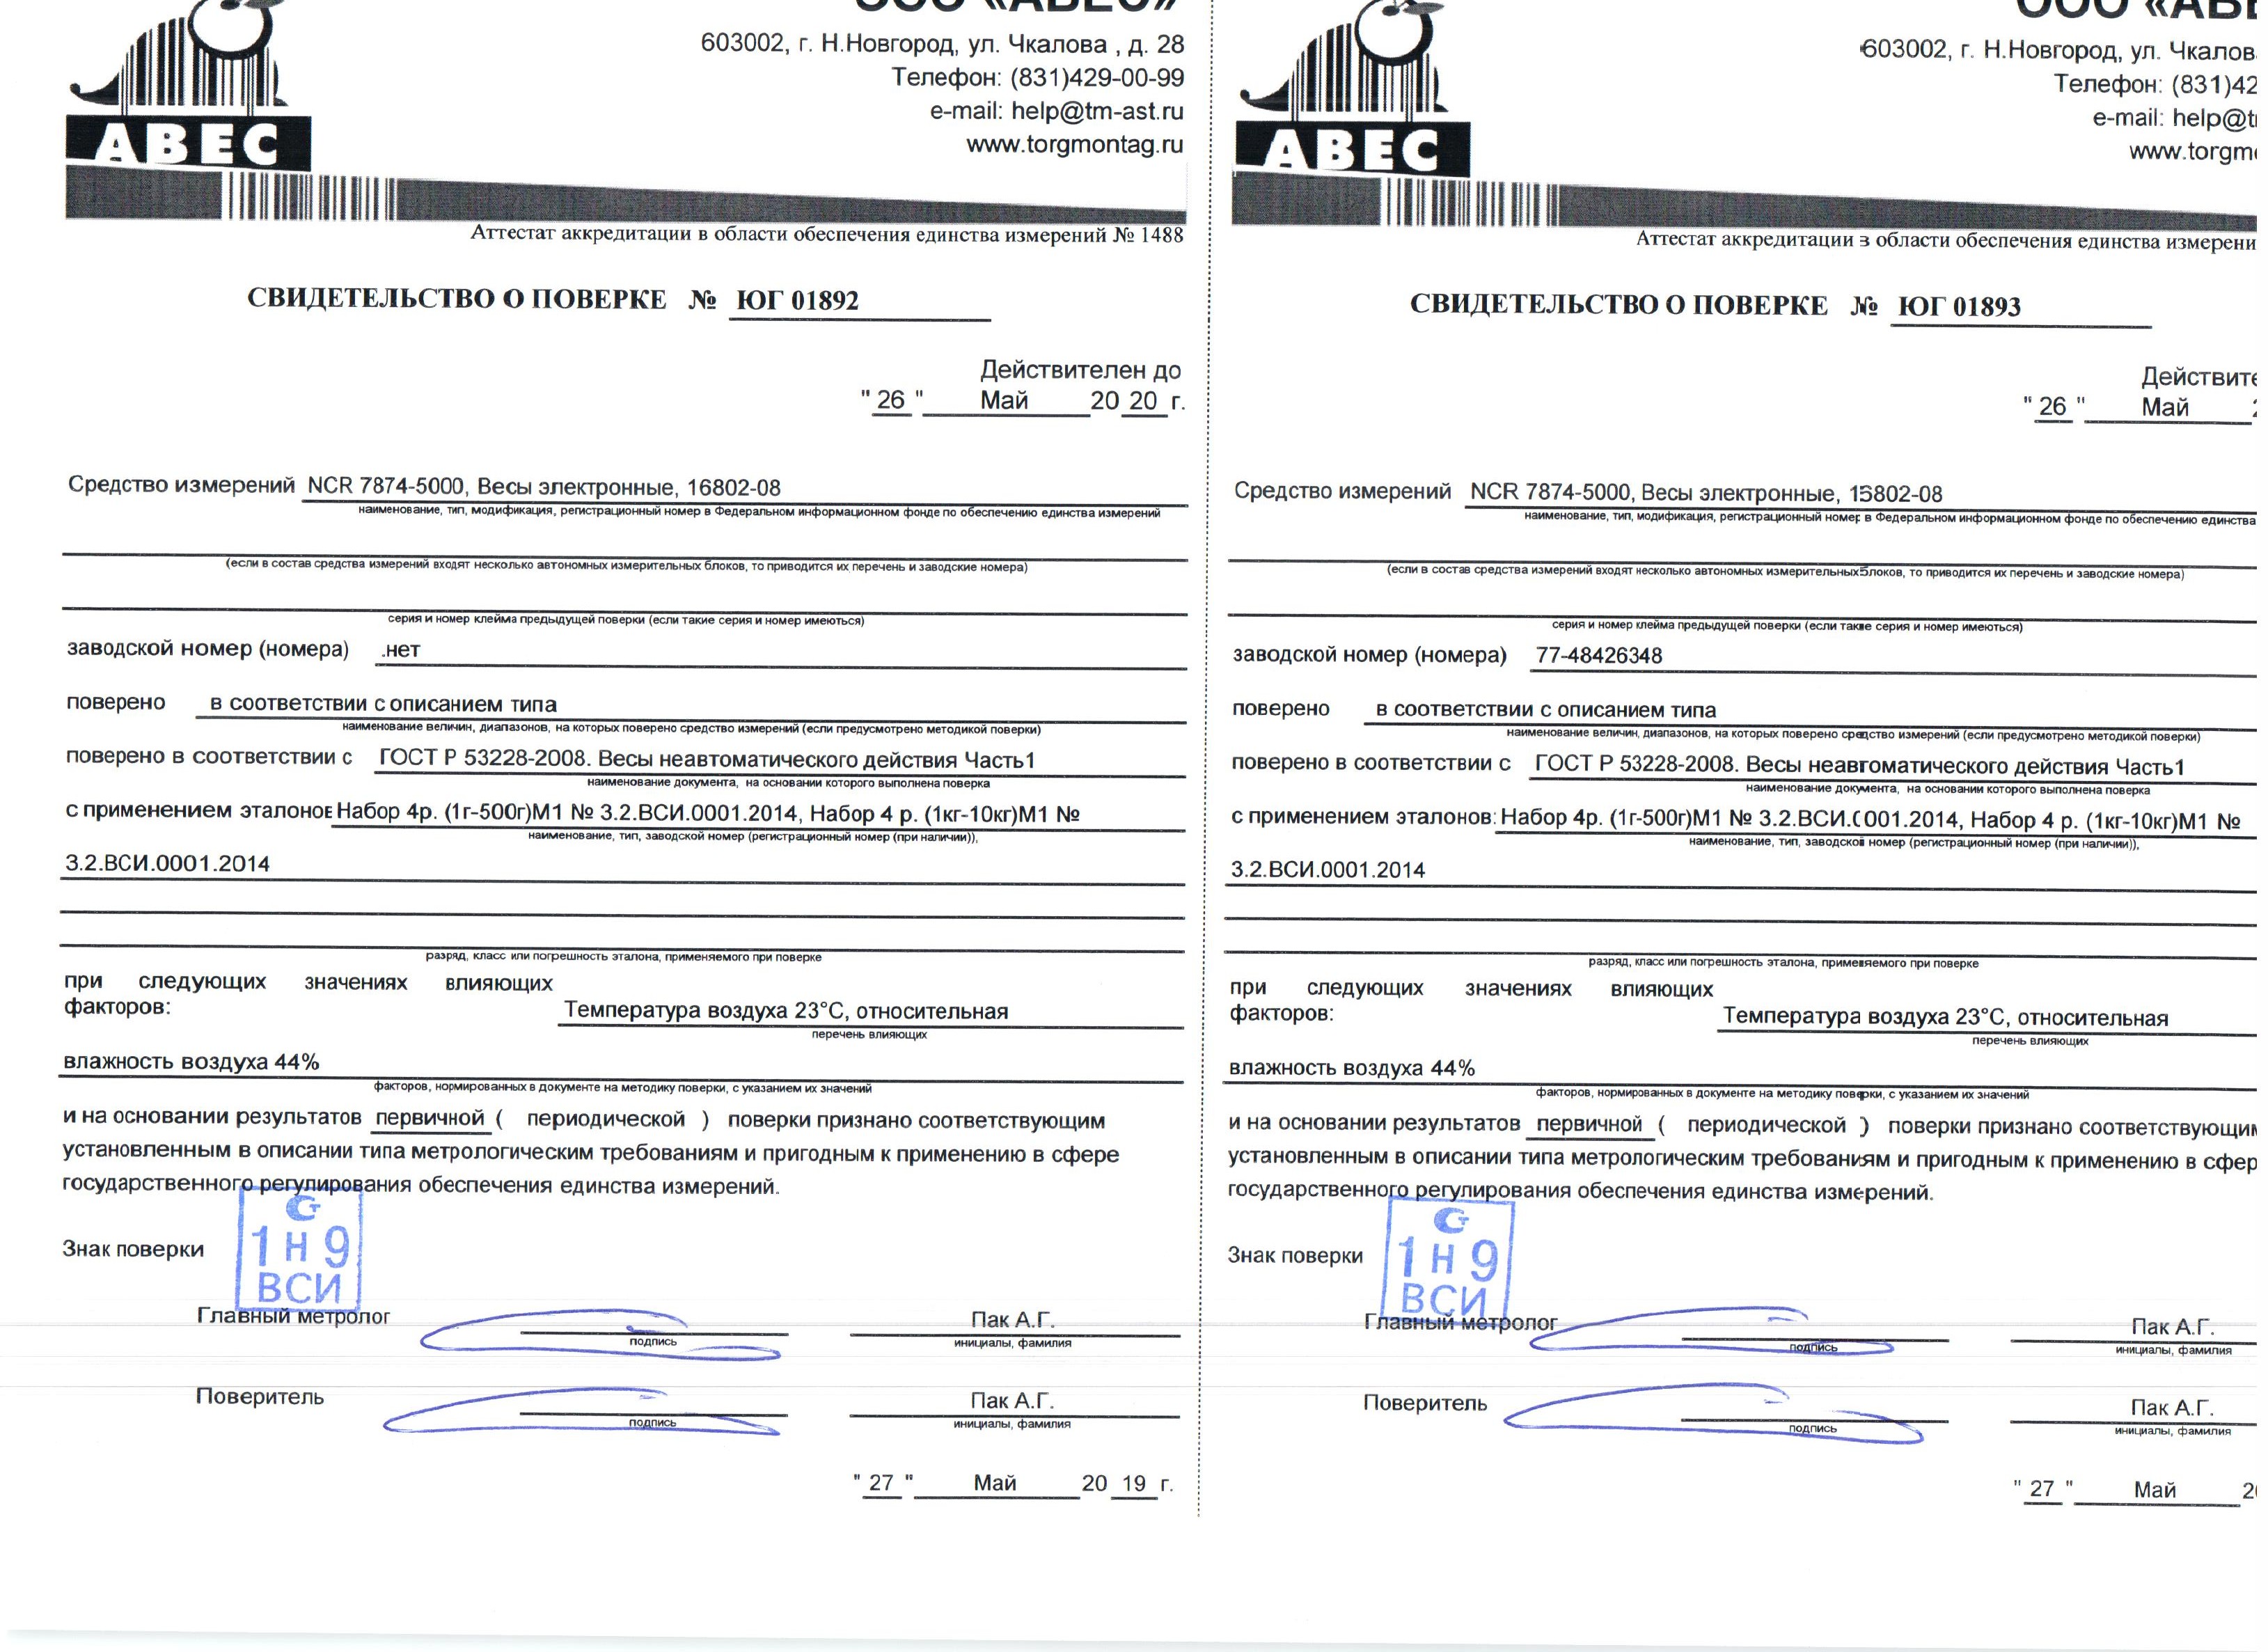 ООО «АВЕС»
603002, г. Н.Новгород, ул. Чкалова , д. 28
Телефон: (831)429-00-99
e-mail: help@tm-ast.ru
www.torgmontag.ru
АВЕС
Аттестат аккредитации в области обеспечения единства измерений № 1488
СВИДЕТЕЛЬСТВО О ПОВЕРКЕ № ЮГ 01892
Действителен до
" 26 " Май 20 20 г.
Средство измерений NCR 7874-5000, Весы электронные, 16802-08
наименование, тип, модификация, регистрационный номер в Федеральном информационном фонде по обеспечению единства измерений
(если в состав средства измерений входят несколько автономных измерительных блоков, то приводится их перечень и заводские номера)
серия и номер клейма предыдущей поверки (если такие серия и номер имеються)
заводской номер (номера) .нет
поверено в соответствии с описанием типа
наименование величин, диапазонов, на которых поверено средство измерений (если предусмотрено методикой поверки)
поверено в соответствии с ГОСТ Р 53228-2008. Весы неавтоматического действия Часть1
наименование документа, на основании которого выполнена поверка
с применением эталонов Набор 4р. (1г-500г)М1 № 3.2.ВСИ.0001.2014, Набор 4 р. (1кг-10кг)М1 №
наименование, тип, заводской номер (регистрационный номер (при наличии)),
3.2.ВСИ.0001.2014
разряд, класс или погрешность эталона, применяемого при поверке
при следующих значениях влияющих
факторов: Температура воздуха 23°С, относительная
перечень влияющих
влажность воздуха 44%
факторов, нормированных в документе на методику поверки, с указанием их значений
и на основании результатов первичной ( периодической ) поверки признано соответствующим
установленным в описании типа метрологическим требованиям и пригодным к применению в сфере
государственного регулирования обеспечения единства измерений.
Знак поверки
1 Н 9
ВСИ
Главный метролог Пак А.Г.
подпись инициалы, фамилия
Поверитель Пак А.Г.
подпись инициалы, фамилия
" 27 " Май 20 19 г.
ООО «АВЕ
603002, г. Н.Новгород, ул. Чкалов
Телефон: (831)42
e-mail: help@t
www.torgm
АВЕС
Аттестат аккредитации в области обеспечения единства измерени
СВИДЕТЕЛЬСТВО О ПОВЕРКЕ № ЮГ 01893
Действите
" 26 " Май 2
Средство измерений NCR 7874-5000, Весы электронные, 16802-08
наименование, тип, модификация, регистрационный номер в Федеральном информационном фонде по обеспечению единства
(если в состав средства измерений входят несколько автономных измерительных блоков, то приводится их перечень и заводские номера)
серия и номер клейма предыдущей поверки (если такие серия и номер имеються)
заводской номер (номера) 77-48426348
поверено в соответствии с описанием типа
наименование величин, диапазонов, на которых поверено средство измерений (если предусмотрено методикой поверки)
поверено в соответствии с ГОСТ Р 53228-2008. Весы неавтоматического действия Часть1
наименование документа, на основании которого выполнена поверка
с применением эталонов: Набор 4р. (1г-500г)М1 № 3.2.ВСИ.0001.2014, Набор 4 р. (1кг-10кг)М1 №
наименование, тип, заводской номер (регистрационный номер (при наличии)),
3.2.ВСИ.0001.2014
разряд, класс или погрешность эталона, применяемого при поверке
при следующих значениях влияющих
факторов: Температура воздуха 23°С, относительная
перечень влияющих
влажность воздуха 44%
факторов, нормированных в документе на методику поверки, с указанием их значений
и на основании результатов первичной ( периодической ) поверки признано соответствующим
установленным в описании типа метрологическим требованиям и пригодным к применению в сфер
государственного регулирования обеспечения единства измерений.
Знак поверки
1 Н 9
ВСИ
Главный метролог Пак А.Г.
подпись инициалы, фамилия
Поверитель Пак А.Г.
подпись инициалы, фамилия
" 27 " Май 20